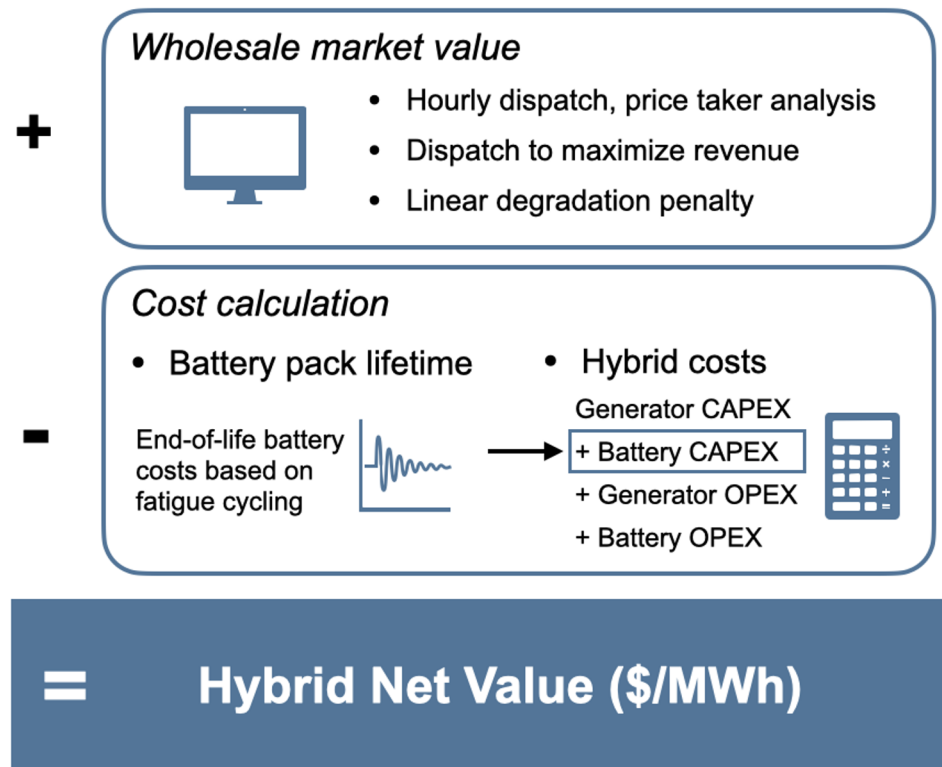 Wholesale market value
+
• Hourly dispatch, price taker analysis
• Dispatch to maximize revenue
• Linear degradation penalty
Cost calculation
• Battery pack lifetime
• Hybrid costs
-
End-of-life battery
costs based on
fatigue cycling
Generator CAPEX
+ Battery CAPEX
+ Generator OPEX
+ Battery OPEX
÷
×
−
+
=
= Hybrid Net Value ($/MWh)